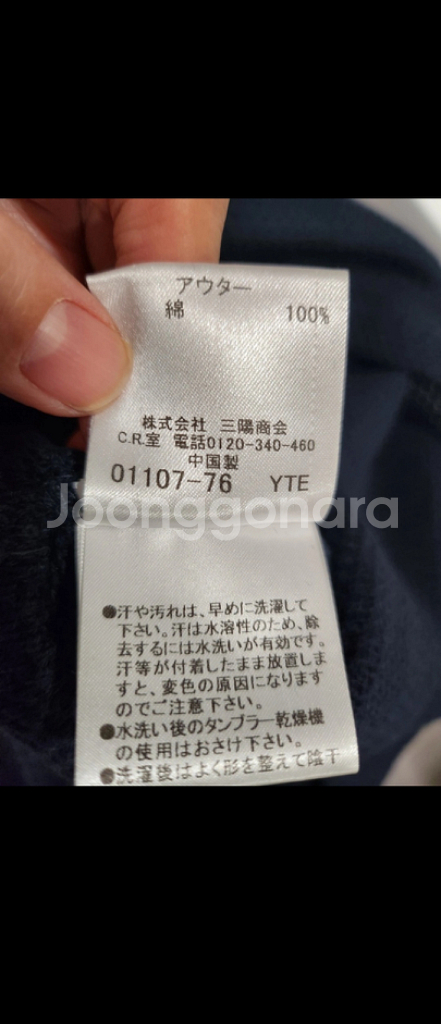 アウター
綿 100%
株式会社 三陽商会
C.R.室 電話0120-340-460
中国製
01107-76 YTE
Joonggonara
●汗や汚れは、早めに洗濯して
下さい。汗は水溶性のため、除
去するには水洗いが有効です。
汗等が付着したまま放置しま
すと、変色の原因になります
のでご注意下さい。
●水洗い後のタンブラー乾燥機
の使用はおさけ下さい。
●洗濯後はよく形を整えて陰干